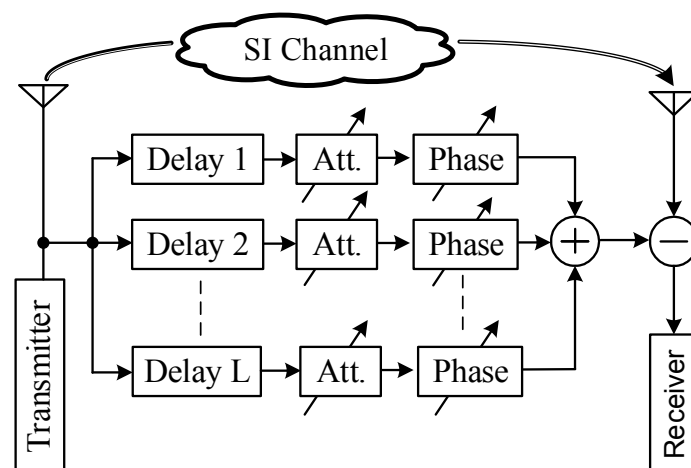 SI Channel
Delay 1
Att.
Phase
Delay 2
Att.
Phase
+
−
Delay L
Att.
Phase
Transmitter
Receiver